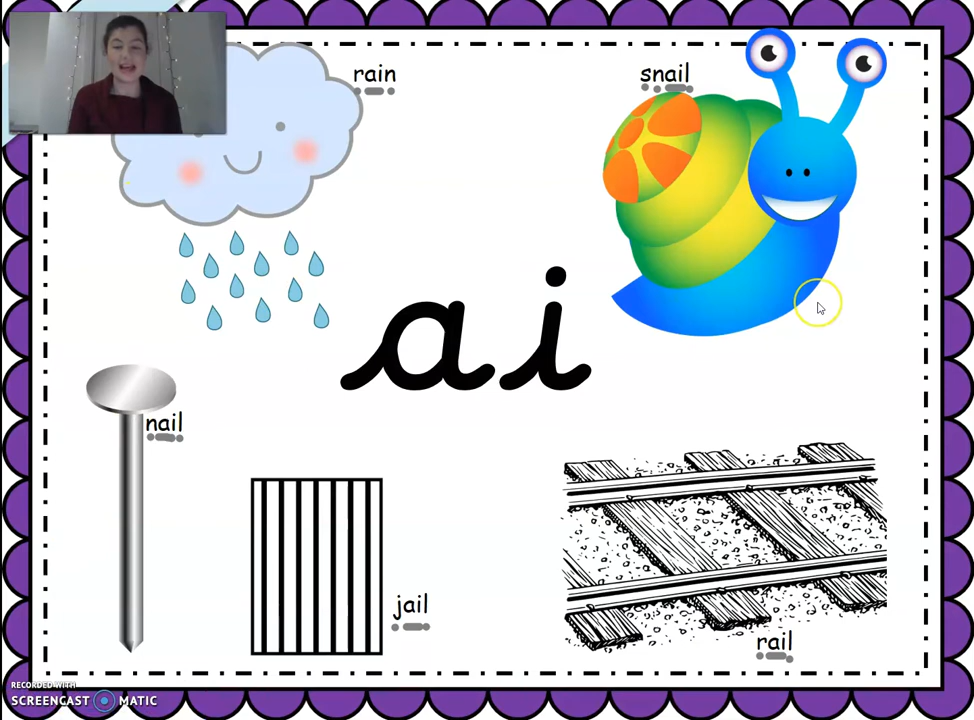 rain
snail
ai
nail
jail
rail
RECORDED WITH
SCREENCAST MATIC